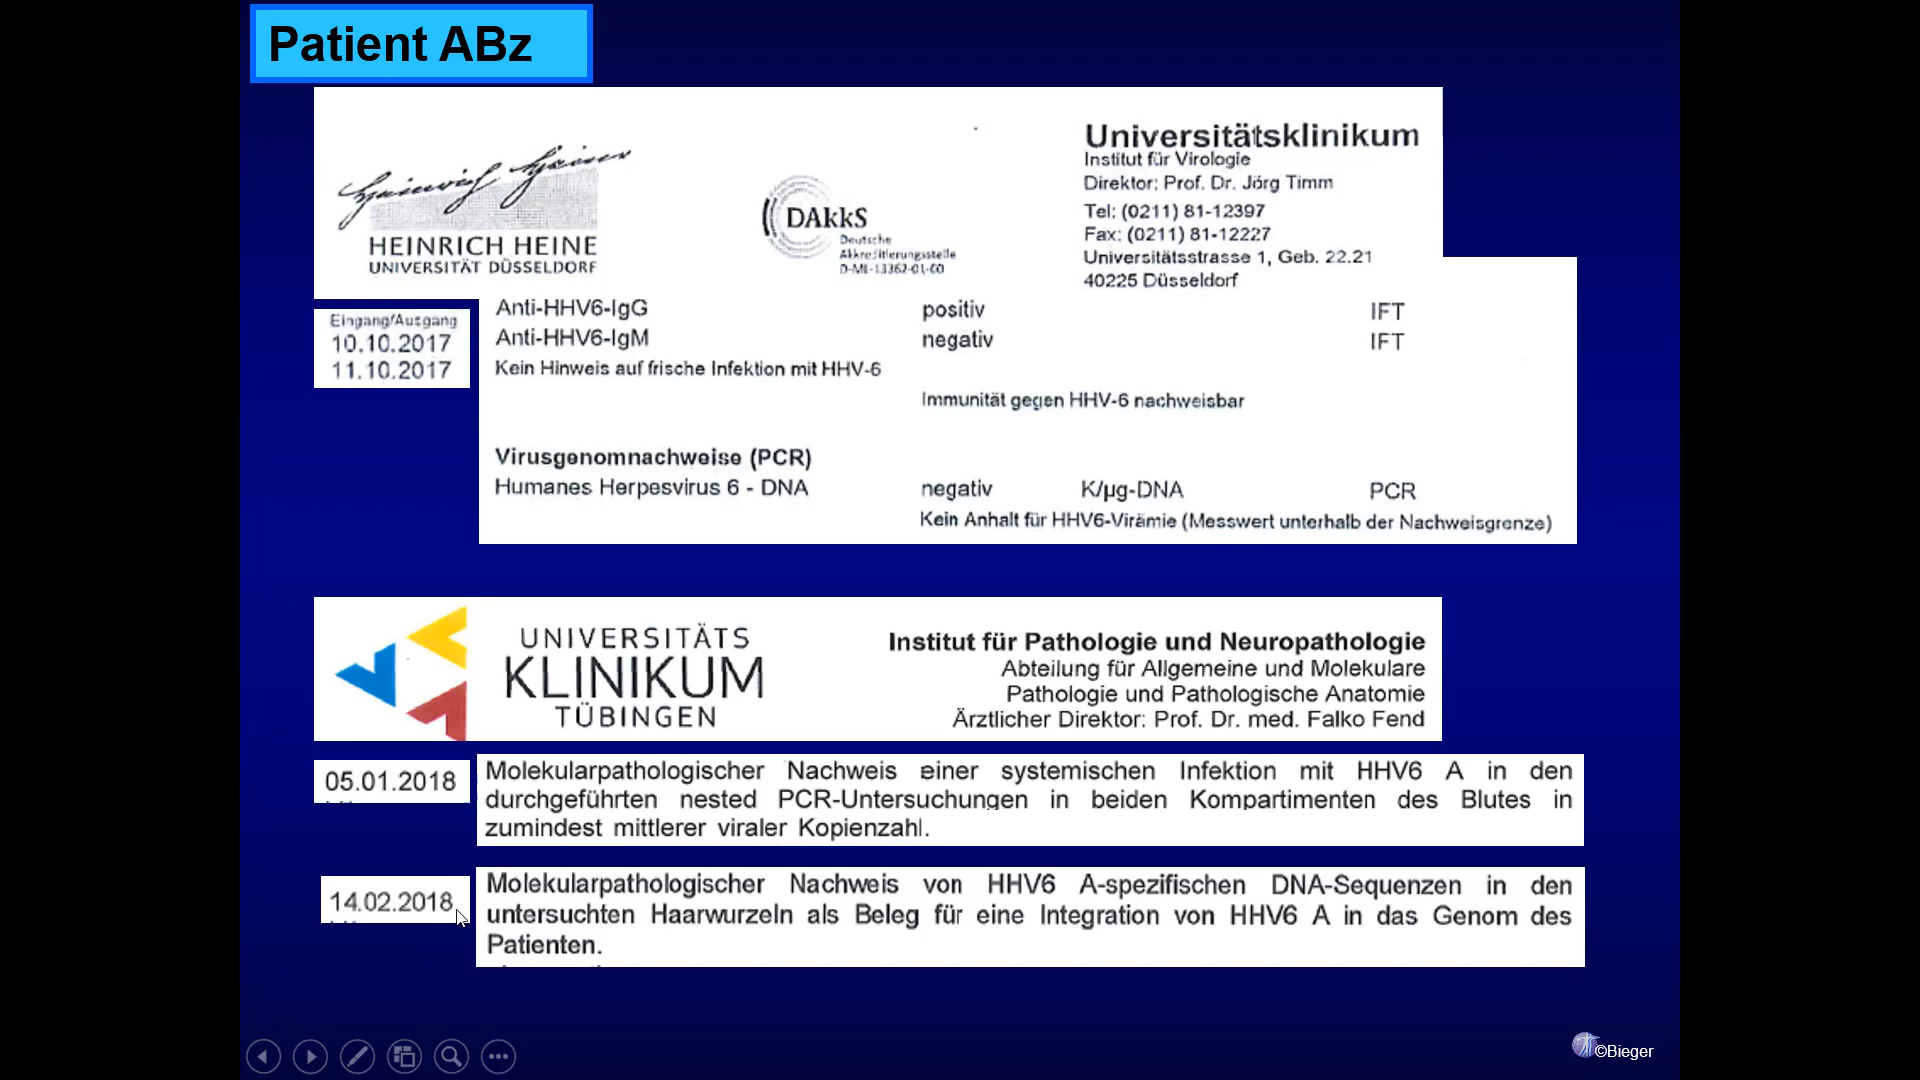 Patient ABz
Heinrich Heine
HEINRICH HEINE
UNIVERSITÄT DÜSSELDORF
DAkkS
Deutsche
Akkreditierungsstelle
D-ML-13362-01-00
Universitätsklinikum
Institut für Virologie
Direktor: Prof. Dr. Jörg Timm
Tel: (0211) 81-12397
Fax: (0211) 81-12227
Universitätsstrasse 1, Geb. 22.21
40225 Düsseldorf
Eingang/Ausgang
10.10.2017
11.10.2017
Anti-HHV6-IgG positiv IFT
Anti-HHV6-IgM negativ IFT
Kein Hinweis auf frische Infektion mit HHV-6
Immunität gegen HHV-6 nachweisbar
Virusgenomnachweise (PCR)
Humanes Herpesvirus 6 - DNA negativ K/µg-DNA PCR
Kein Anhalt für HHV6-Virämie (Messwert unterhalb der Nachweisgrenze)
UNIVERSITÄTS
KLINIKUM
TÜBINGEN
Institut für Pathologie und Neuropathologie
Abteilung für Allgemeine und Molekulare
Pathologie und Pathologische Anatomie
Ärztlicher Direktor: Prof. Dr. med. Falko Fend
05.01.2018
Molekularpathologischer Nachweis einer systemischen Infektion mit HHV6 A in den
durchgeführten nested PCR-Untersuchungen in beiden Kompartimenten des Blutes in
zumindest mittlerer viraler Kopienzahl.
14.02.2018
Molekularpathologischer Nachweis von HHV6 A-spezifischen DNA-Sequenzen in den
untersuchten Haarwurzeln als Beleg für eine Integration von HHV6 A in das Genom des
Patienten.
©Bieger